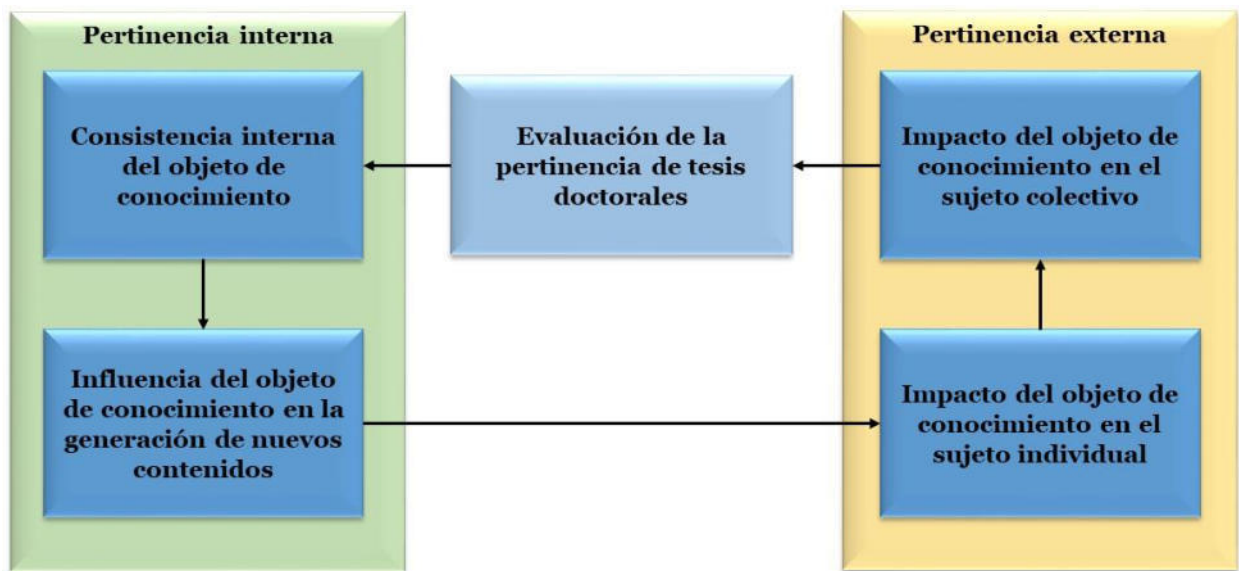 Pertinencia interna
Consistencia interna
del objeto de
conocimiento
Influencia del objeto
de conocimiento en la
generación de nuevos
contenidos
Evaluación de la
pertinencia de tesis
doctorales
Pertinencia externa
Impacto del objeto de
conocimiento en el
sujeto colectivo
Impacto del objeto de
conocimiento en el
sujeto individual